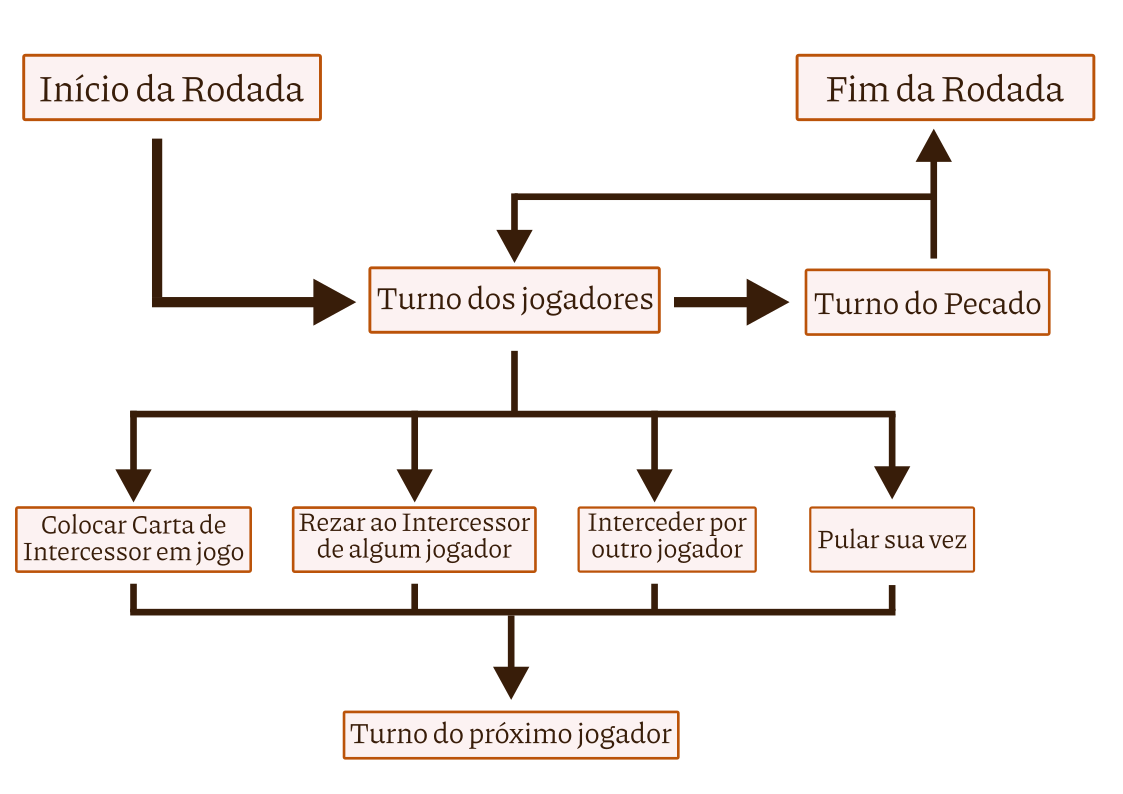 Início da Rodada
Fim da Rodada
Turno dos jogadores
Turno do Pecado
Colocar Carta de
Intercessor em jogo
Rezar ao Intercessor
de algum jogador
Interceder por
outro jogador
Pular sua vez
Turno do próximo jogador